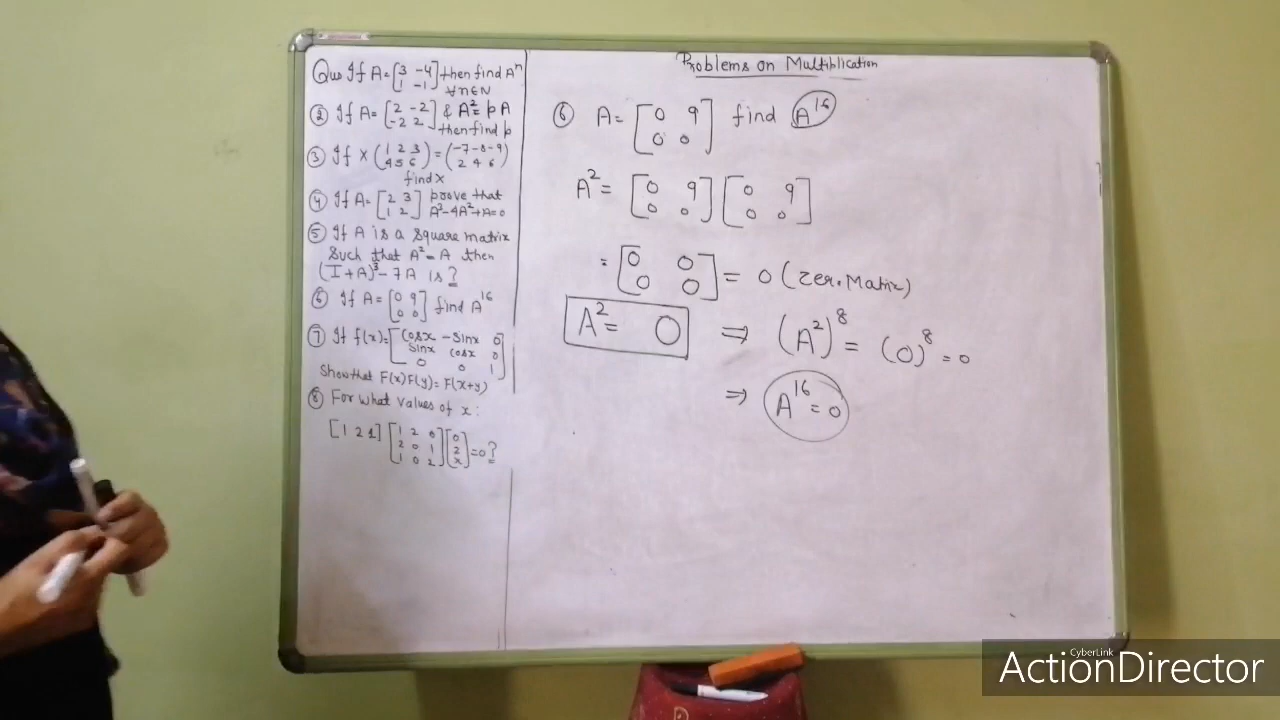 Problems on Multiplication
Que If A = [3 -4; 1 -1] then find Aⁿ
∀ n ∈ N
② If A = [2 -2; -2 2] & A² = pA
then find p
③ If X (1 2 3; 4 5 6) = (-7 -8 -9; 2 4 6)
find X
④ If A = [2 3; 1 2] prove that
A³ - 4A² + A = 0
⑤ If A is a square matrix
such that A² = A then
(I + A)³ - 7A is ?
⑥ If A = [0 9; 0 0] find A¹⁶
⑦ If f(x) = [cosx -sinx 0; sinx cosx 0; 0 0 1]
Show that F(x) F(y) = F(x+y)
⑧ For what values of x :
[1 2 1] [1 2 0; 2 0 1; 1 0 2] [0; 2; x] = 0 ?
⑥ A = [0 9; 0 0] find A¹⁶
A² = [0 9; 0 0] [0 9; 0 0]
= [0 0; 0 0] = 0 (Zero Matrix)
A² = 0 ⇒ (A²)⁸ = (0)⁸ = 0
⇒ A¹⁶ = 0
CyberLink
ActionDirector